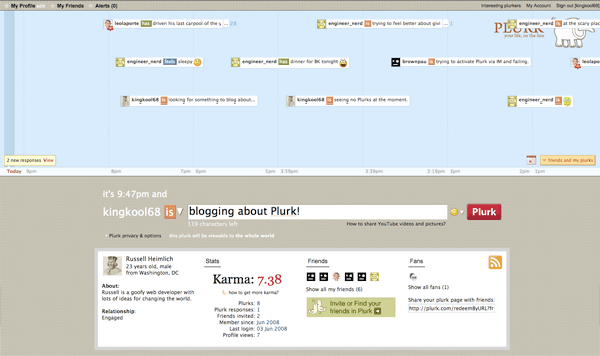 My Profile
My Friends
Alerts (0)
Interesting plurkers
My Account
Sign out [kingkool68]
leolaporte has driven his last carpool of the y... 23
engineer_nerd is trying to feel better about givi
engineer_nerd is at the scary pla
PLURK
your life, on the line
engineer_nerd feels sleepy
engineer_nerd has dinner for BK tonight
brownpau is trying to activate Plurk via IM and failing.
leolapo
kingkool68 is looking for something to blog about...
kingkool68 is seeing no Plurks at the moment.
engineer_nerd is
2 new responses View
friends and my plurks
Today 9pm 8pm 7pm 6pm 3:59pm 3:39pm 2:19pm 5pm 2pm 1pm
it's 9:47pm and
kingkool68 is blogging about Plurk!
Plurk
119 characters left
How to share YouTube videos and pictures?
Plurk privacy & options
this plurk will be viewable to the whole world
Russell Heimlich
23 years old, male
from Washington, DC
About:
Russell is a goofy web developer with
lots of ideas for changing the world.
Relationship:
Engaged
Stats
Karma: 7.38
how to get more karma?
Plurks: 8
Plurk responses: 1
Friends invited: 2
Member since: Jun 2008
Last login: 03 Jun 2008
Profile views: 7
Friends
Show all my friends (6)
Invite or Find your
friends in Plurk
Fans
Show all fans (1)
Share your plurk page with friends:
http://plurk.com/redeemByURL?fr